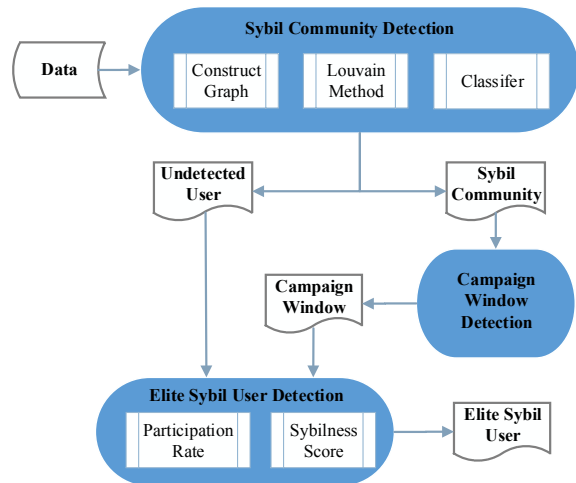 Sybil Community Detection
Data
Construct
Graph
Louvain
Method
Classifer
Undetected
User
Sybil
Community
Campaign
Window
Campaign
Window
Detection
Elite Sybil User Detection
Participation
Rate
Sybilness
Score
Elite Sybil
User